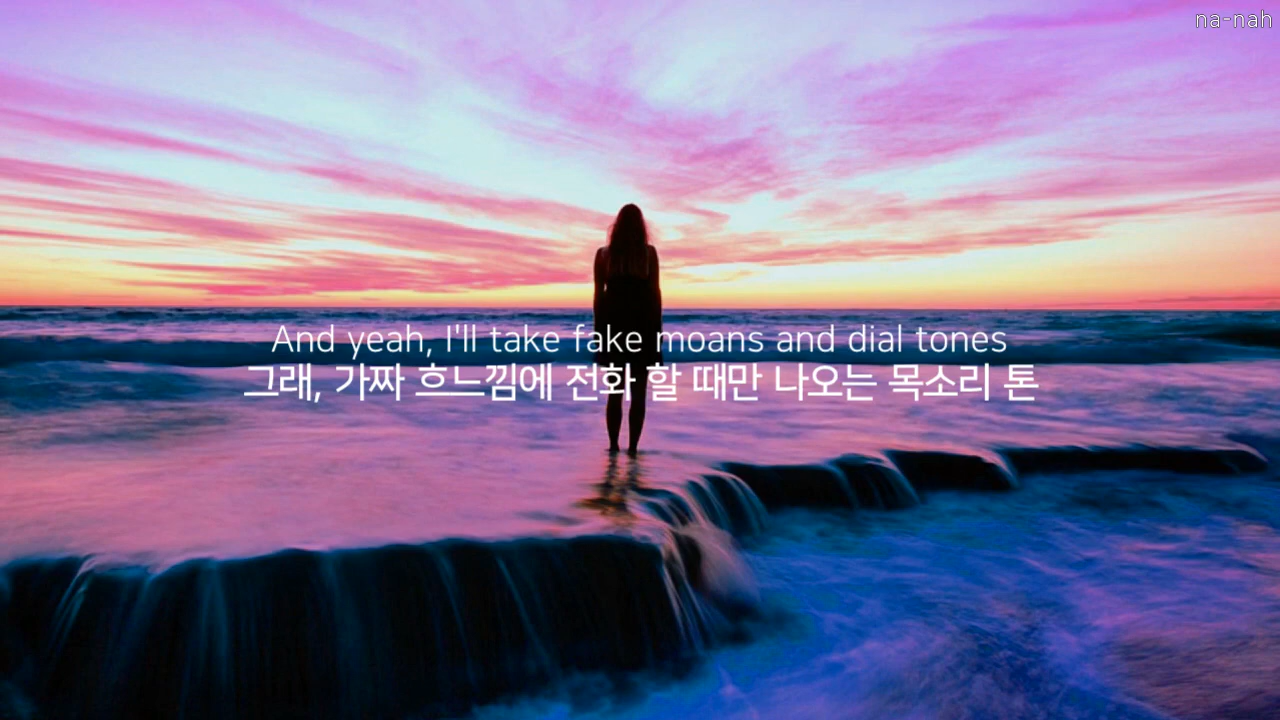 na-nah
And yeah, I'll take fake moans and dial tones
그래, 가짜 흐느낌에 전화 할 때만 나오는 목소리 톤